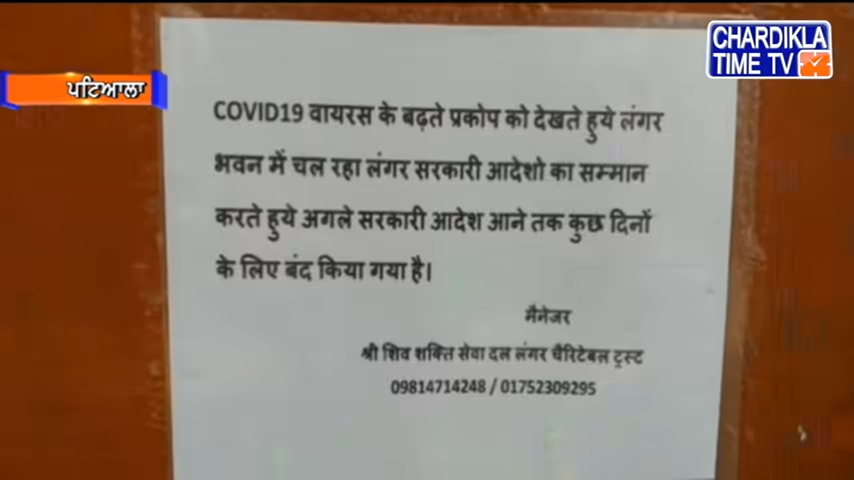 CHARDIKLA
TIME TV
ਪਟਿਆਲਾ
COVID19 वायरस के बढ़ते प्रकोप को देखते हुये लंगर
भवन में चल रहा लंगर सरकारी आदेशो का सम्मान
करते हुये अगले सरकारी आदेश आने तक कुछ दिनों
के लिए बंद किया गया है।
मैनेजर
श्री शिव शक्ति सेवा दल लंगर चैरिटेबल ट्रस्ट
09814714248 / 01752309295